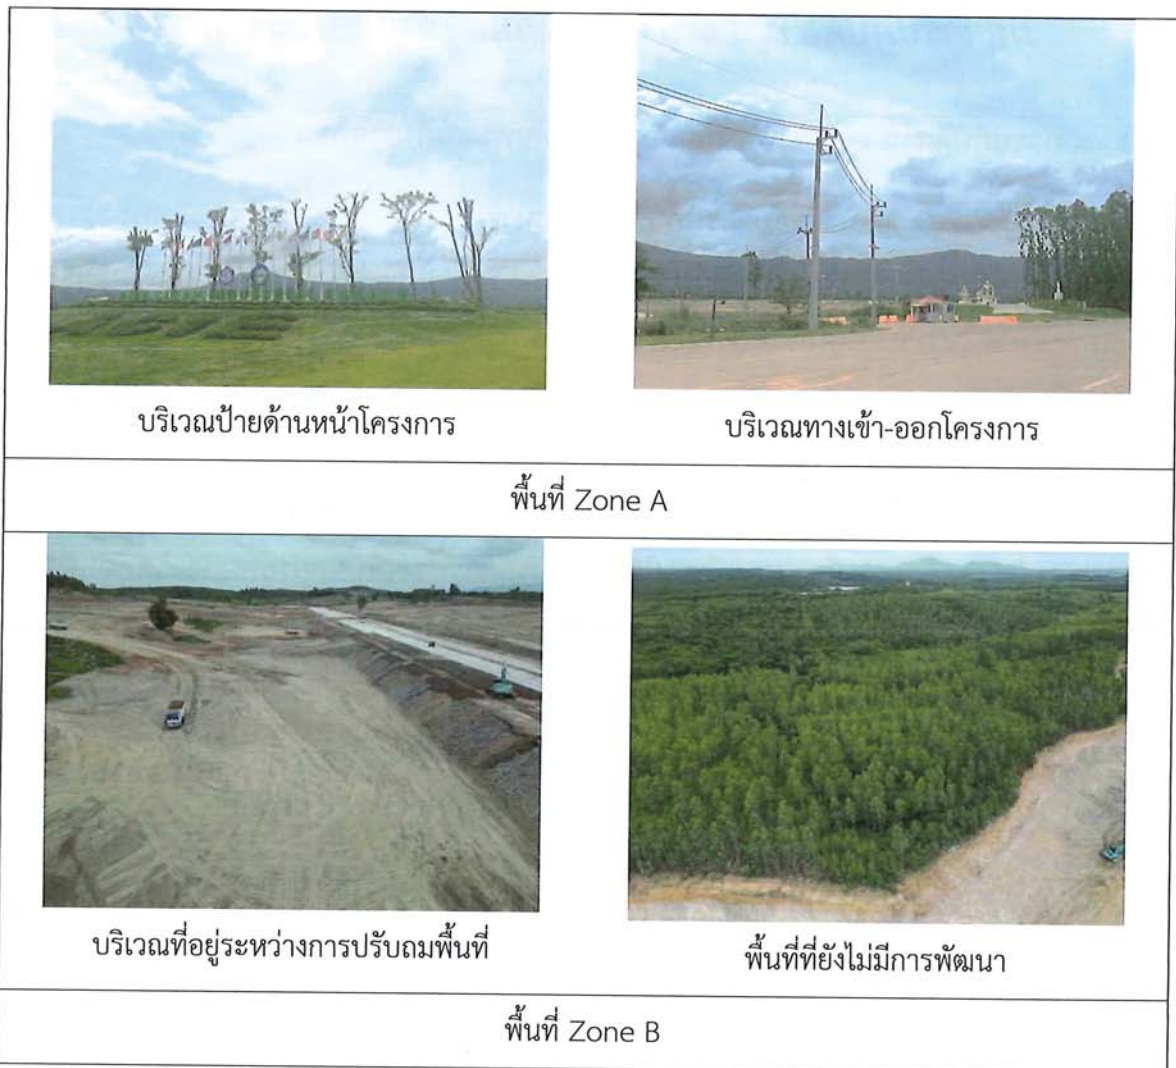 บริเวณป้ายด้านหน้าโครงการ
บริเวณทางเข้า-ออกโครงการ
พื้นที่ Zone A
บริเวณที่อยู่ระหว่างการปรับถมพื้นที่
พื้นที่ที่ยังไม่มีการพัฒนา
พื้นที่ Zone B